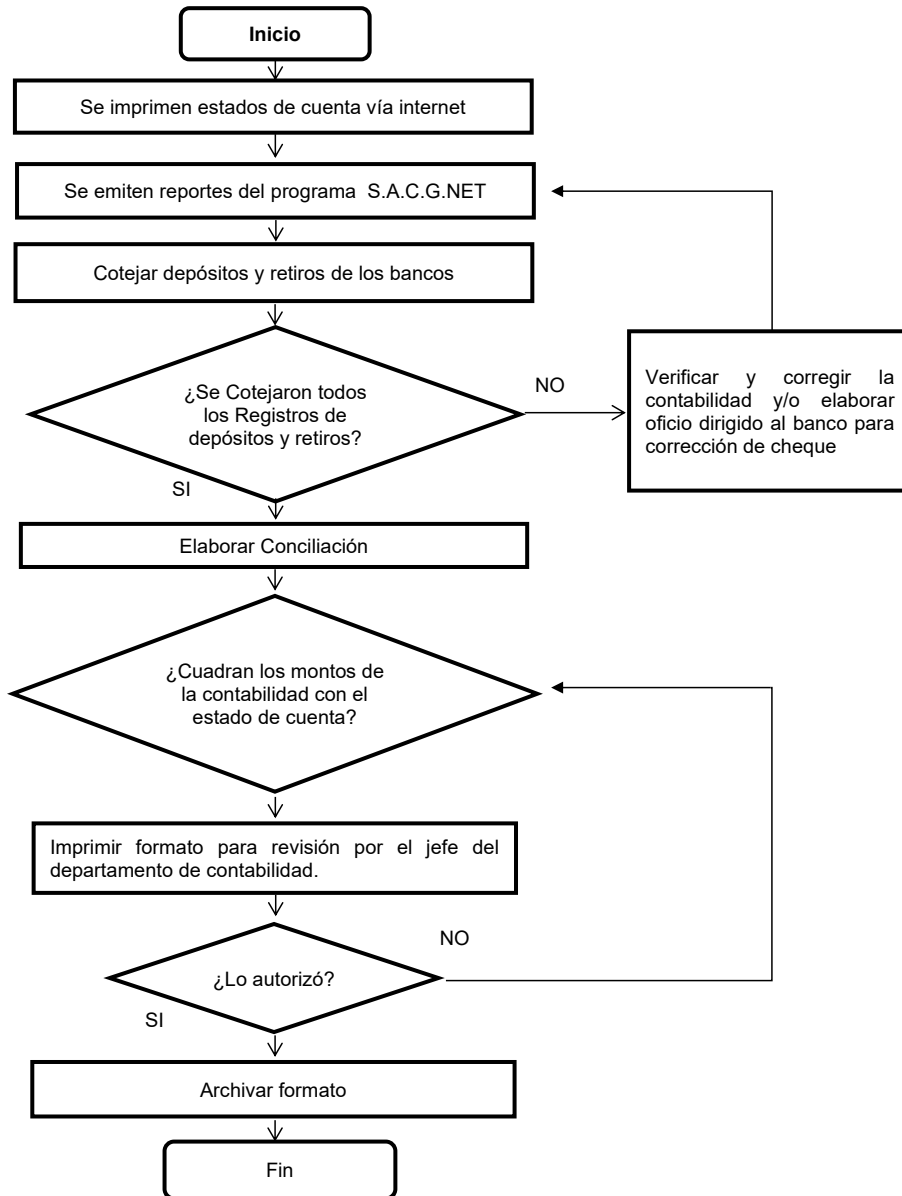 Inicio
Se imprimen estados de cuenta vía internet
Se emiten reportes del programa S.A.C.G.NET
Cotejar depósitos y retiros de los bancos
¿Se Cotejaron todos
los Registros de
depósitos y retiros?
NO
Verificar y corregir la
contabilidad y/o elaborar
oficio dirigido al banco para
corrección de cheque
SI
Elaborar Conciliación
¿Cuadran los montos de
la contabilidad con el
estado de cuenta?
Imprimir formato para revisión por el jefe del
departamento de contabilidad.
NO
¿Lo autorizó?
SI
Archivar formato
Fin